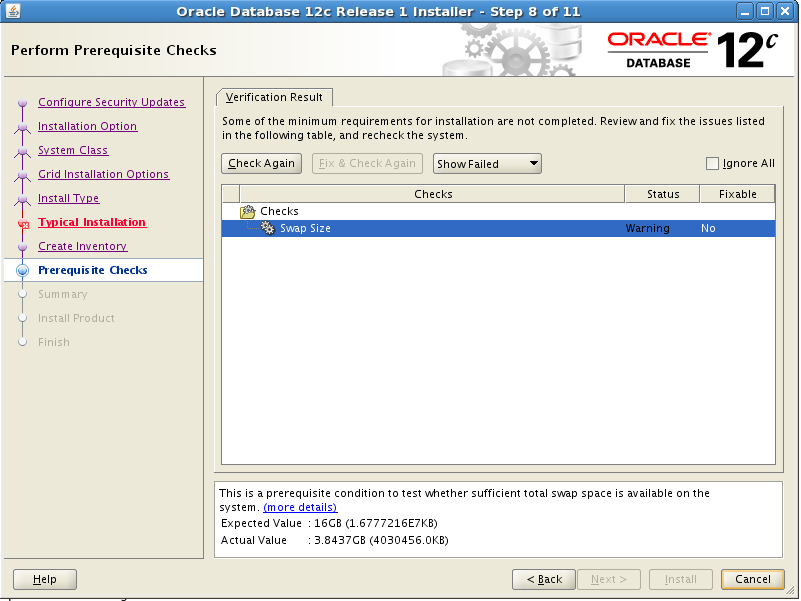 Oracle Database 12c Release 1 Installer - Step 8 of 11
Perform Prerequisite Checks
ORACLE®
DATABASE
12c
Configure Security Updates
Installation Option
System Class
Grid Installation Options
Install Type
Typical Installation
Create Inventory
Prerequisite Checks
Summary
Install Product
Finish
Verification Result
Some of the minimum requirements for installation are not completed. Review and fix the issues listed
in the following table, and recheck the system.
Check Again
Fix & Check Again
Show Failed
Ignore All
Checks Status Fixable
Checks
Swap Size Warning No
This is a prerequisite condition to test whether sufficient total swap space is available on the
system. (more details)
Expected Value : 16GB (1.6777216E7KB)
Actual Value : 3.8437GB (4030456.0KB)
Help
< Back
Next >
Install
Cancel